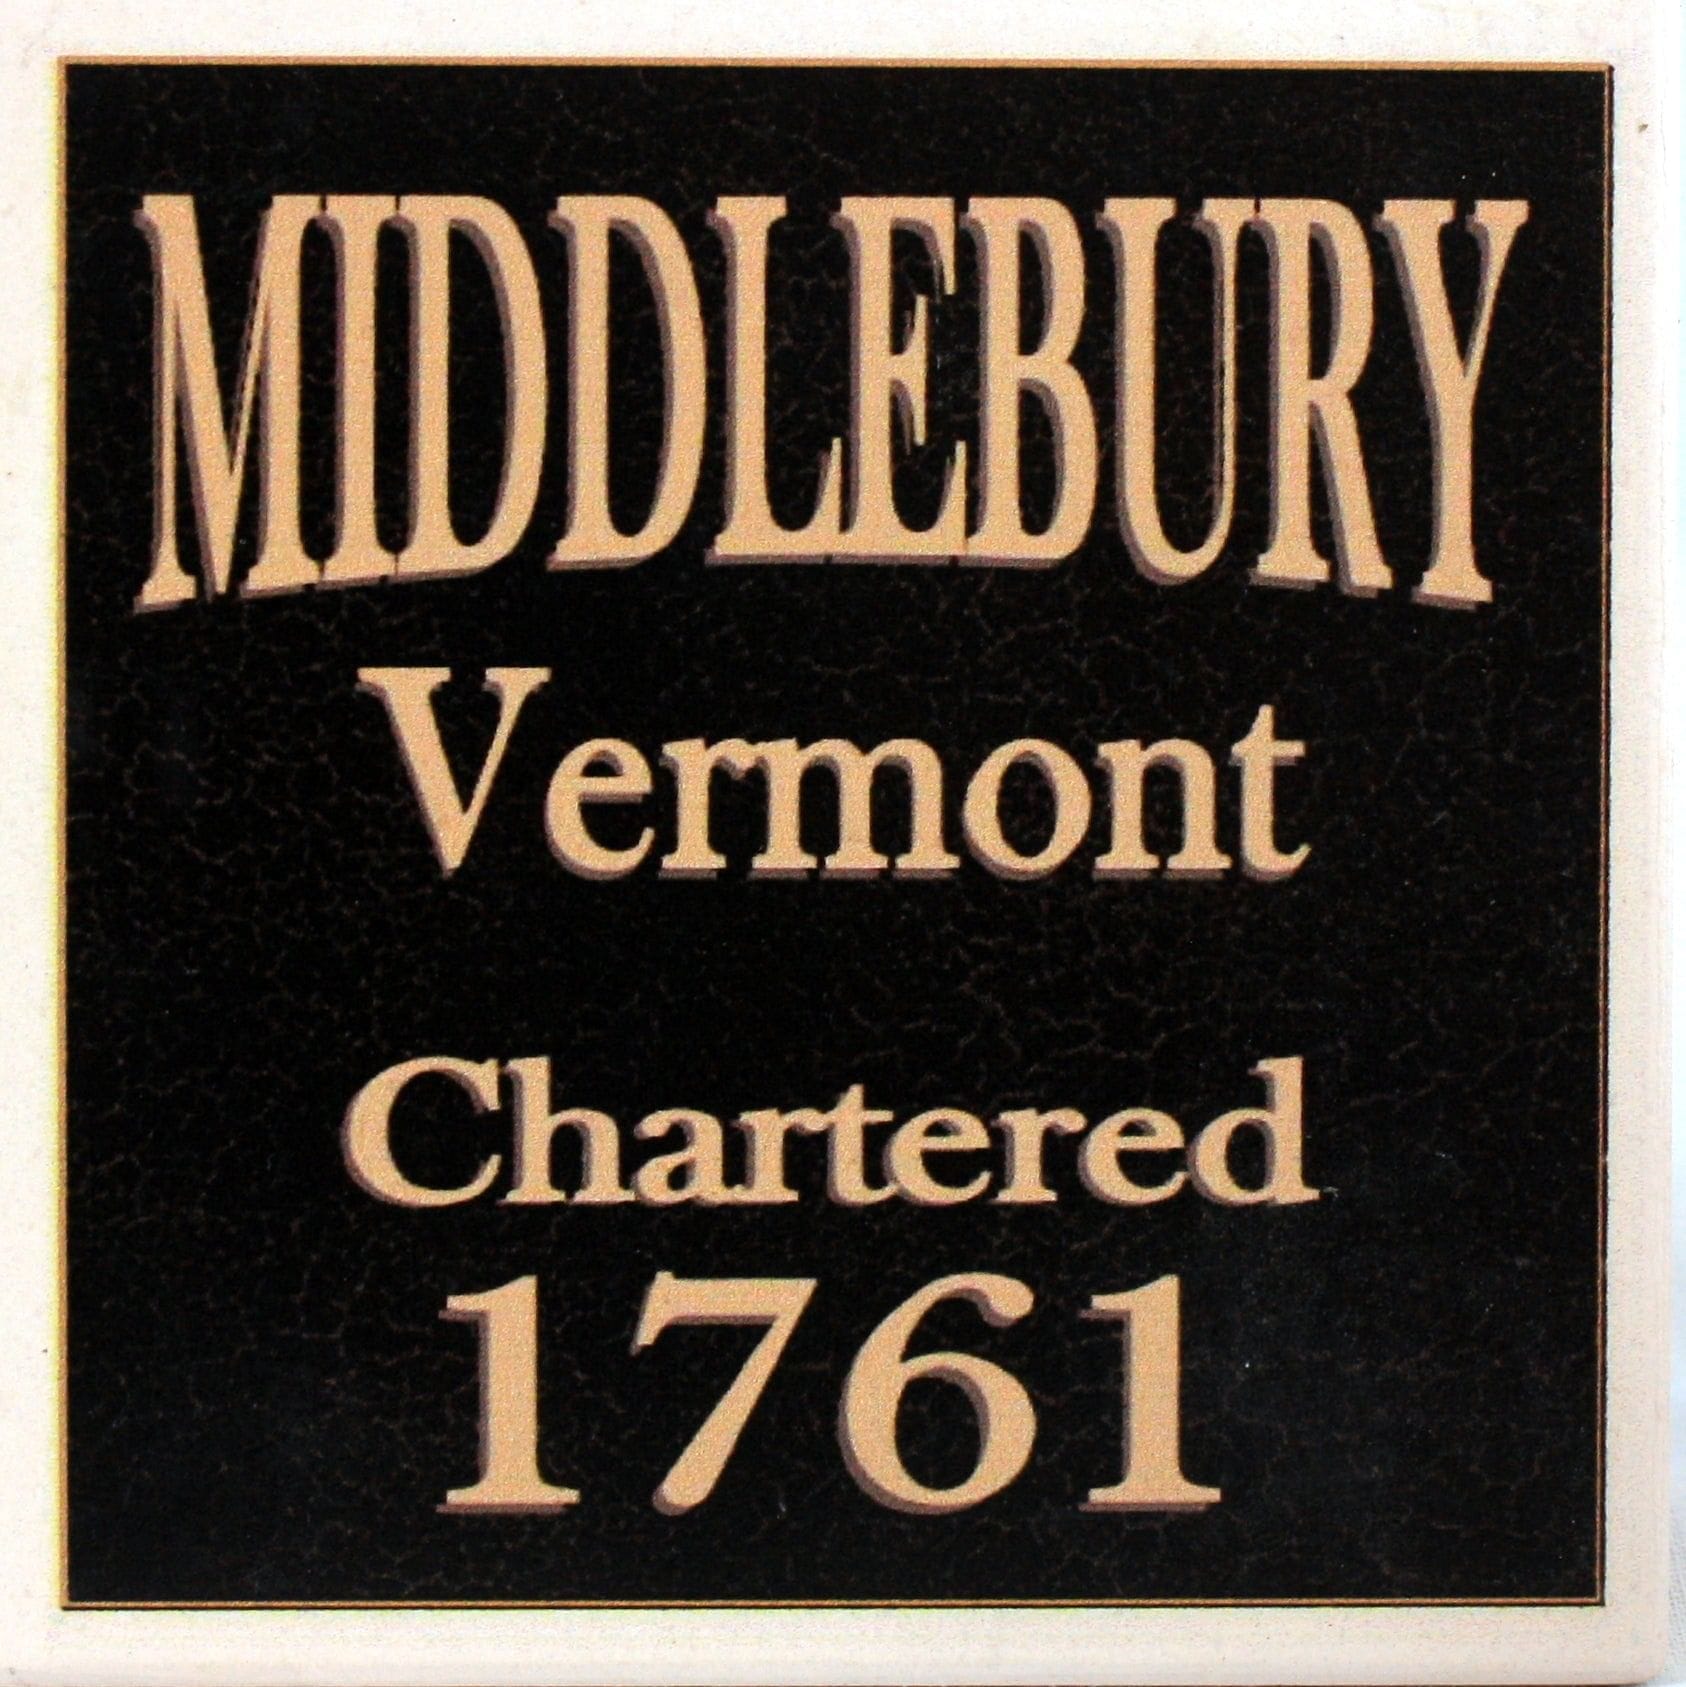 MIDDLEBURY
Vermont
Chartered
1761